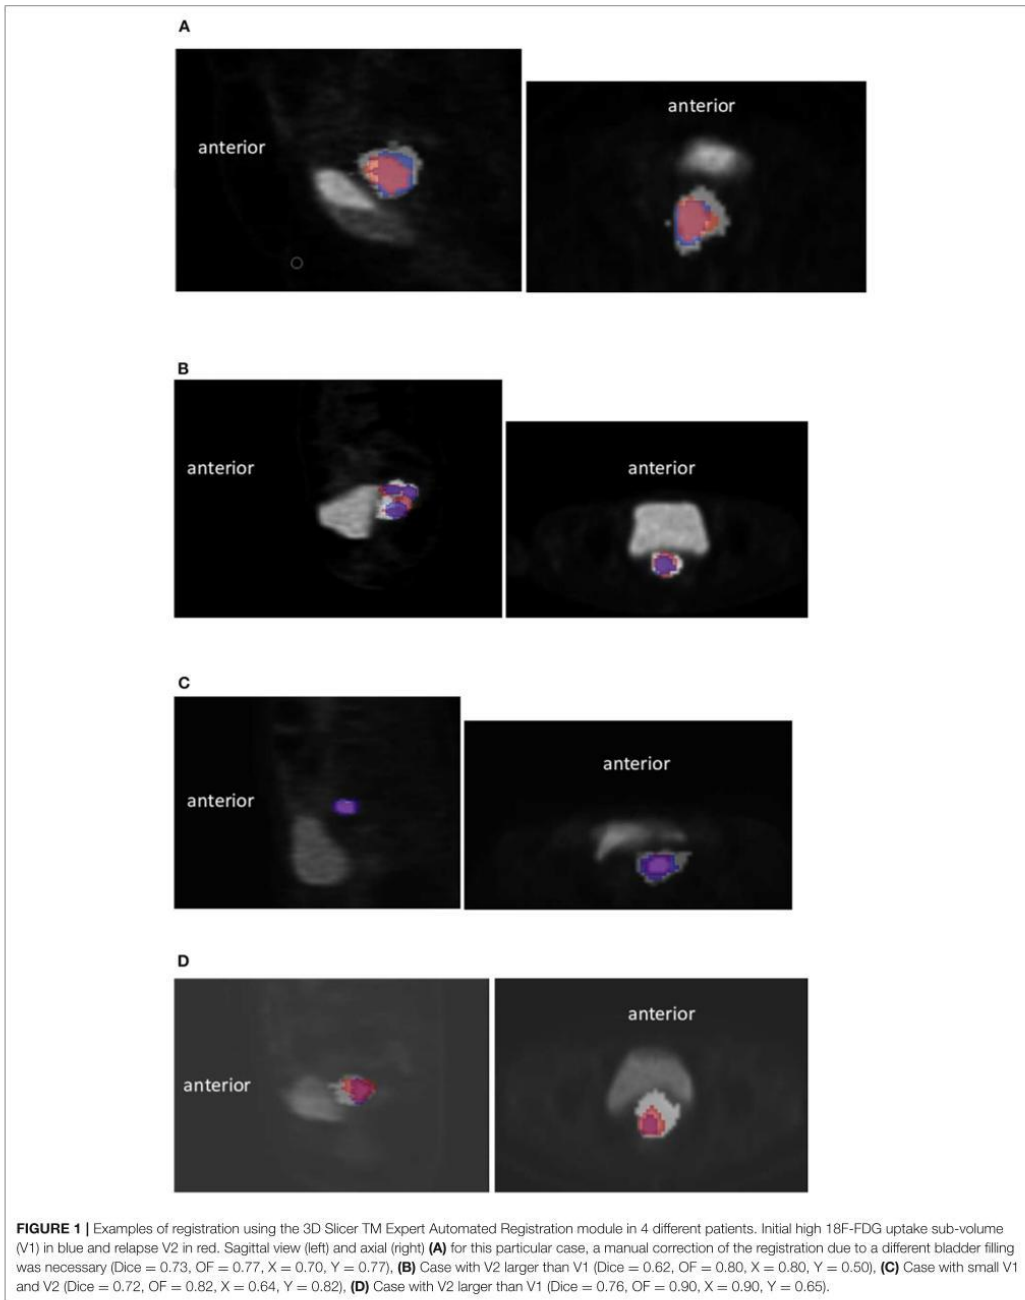 A
anterior
anterior
B
anterior
anterior
C
anterior
anterior
D
anterior
anterior
FIGURE 1 | Examples of registration using the 3D Slicer TM Expert Automated Registration module in 4 different patients. Initial high 18F-FDG uptake sub-volume
(V1) in blue and relapse V2 in red. Sagittal view (left) and axial (right) (A) for this particular case, a manual correction of the registration due to a different bladder filling
was necessary (Dice = 0.73, OF = 0.77, X = 0.70, Y = 0.77), (B) Case with V2 larger than V1 (Dice = 0.62, OF = 0.80, X = 0.80, Y = 0.50), (C) Case with small V1
and V2 (Dice = 0.72, OF = 0.82, X = 0.64, Y = 0.82), (D) Case with V2 larger than V1 (Dice = 0.76, OF = 0.90, X = 0.90, Y = 0.65).